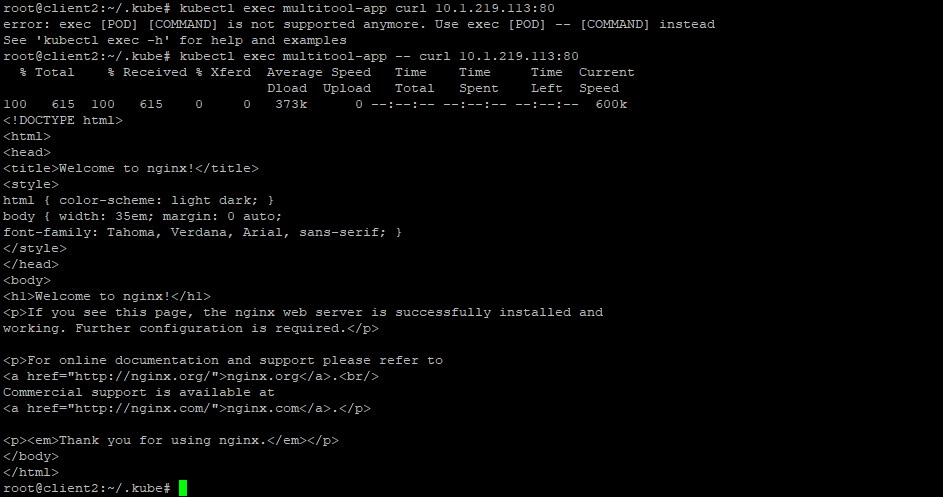 root@client2:~/.kube# kubectl exec multitool-app curl 10.1.219.113:80
error: exec [POD] [COMMAND] is not supported anymore. Use exec [POD] -- [COMMAND] instead
See 'kubectl exec -h' for help and examples
root@client2:~/.kube# kubectl exec multitool-app -- curl 10.1.219.113:80
  % Total    % Received % Xferd  Average Speed   Time    Time     Time  Current
                                 Dload  Upload   Total   Spent    Left  Speed
100   615  100   615    0     0   373k      0 --:--:-- --:--:-- --:--:--  600k
<!DOCTYPE html>
<html>
<head>
<title>Welcome to nginx!</title>
<style>
html { color-scheme: light dark; }
body { width: 35em; margin: 0 auto;
font-family: Tahoma, Verdana, Arial, sans-serif; }
</style>
</head>
<body>
<h1>Welcome to nginx!</h1>
<p>If you see this page, the nginx web server is successfully installed and
working. Further configuration is required.</p>

<p>For online documentation and support please refer to
<a href="http://nginx.org/">nginx.org</a>.<br/>
Commercial support is available at
<a href="http://nginx.com/">nginx.com</a>.</p>

<p><em>Thank you for using nginx.</em></p>
</body>
</html>
root@client2:~/.kube#